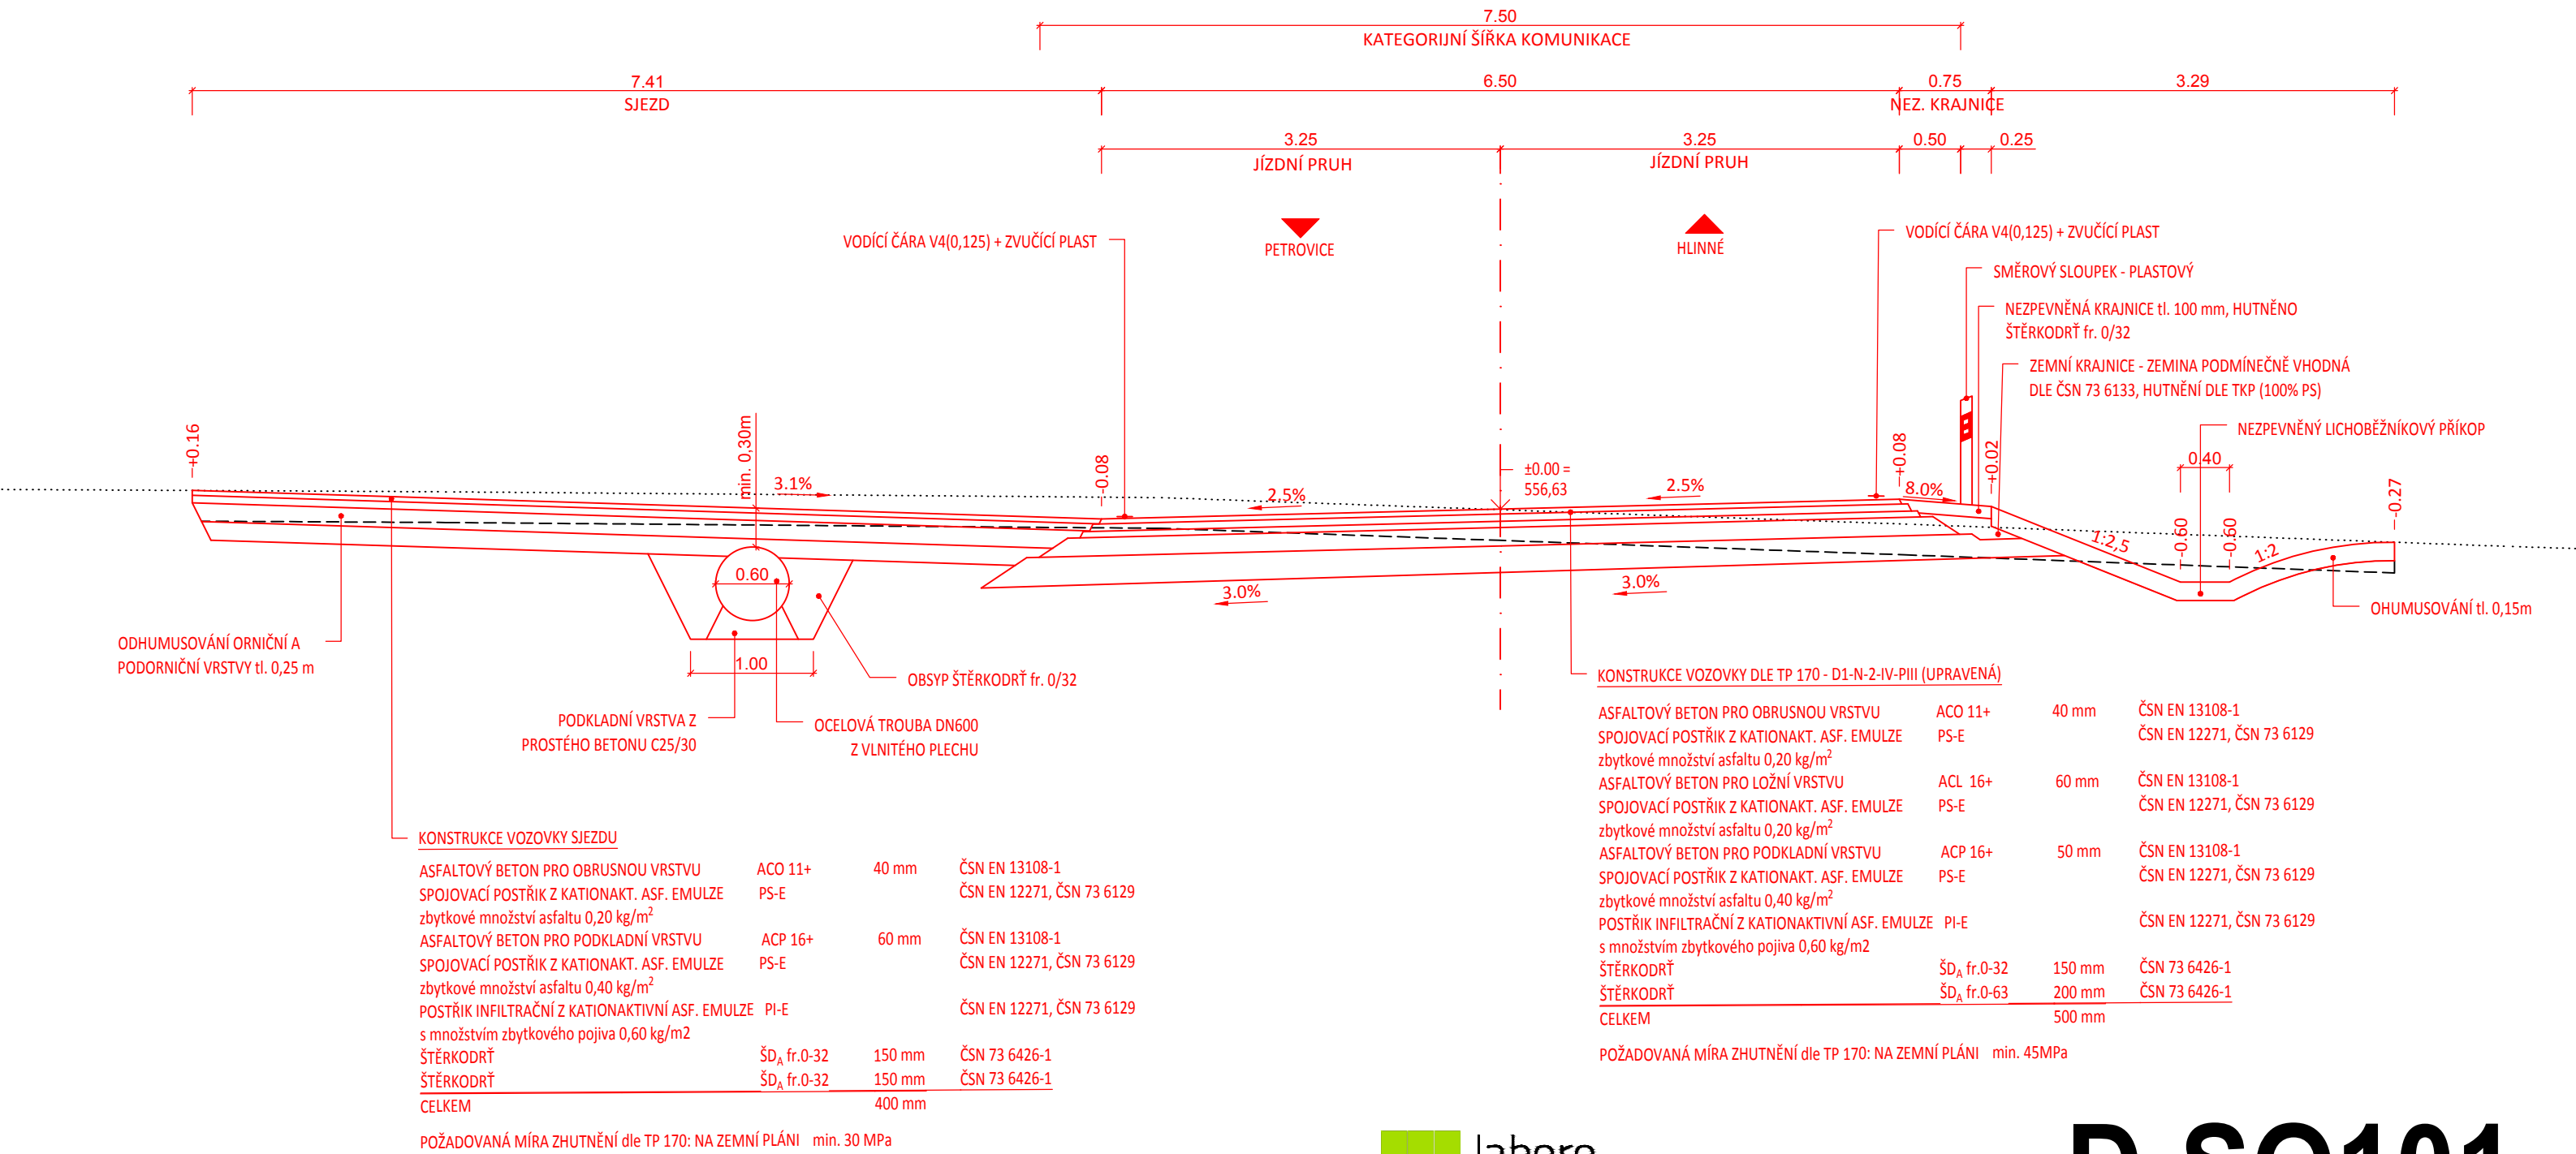 7.50
KATEGORIJNÍ ŠÍŘKA KOMUNIKACE
7.41
SJEZD
6.50
0.75
NEZ. KRAJNICE
3.29
3.25
JÍZDNÍ PRUH
3.25
JÍZDNÍ PRUH
0.50
0.25
PETROVICE
HLINNÉ
VODÍCÍ ČÁRA V4(0,125) + ZVUČÍCÍ PLAST
VODÍCÍ ČÁRA V4(0,125) + ZVUČÍCÍ PLAST
SMĚROVÝ SLOUPEK - PLASTOVÝ
NEZPEVNĚNÁ KRAJNICE tl. 100 mm, HUTNĚNO
ŠTĚRKODRŤ fr. 0/32
ZEMNÍ KRAJNICE - ZEMINA PODMÍNEČNĚ VHODNÁ
DLE ČSN 73 6133, HUTNĚNÍ DLE TKP (100% PS)
NEZPEVNĚNÝ LICHOBĚŽNÍKOVÝ PŘÍKOP
0.40
+0.16
min. 0,30m
3.1%
-0.08
2.5%
±0.00 =
556,63
2.5%
+0.08
8.0%
+0.02
1:2,5
-0.60
-0.60
1:2
-0.27
0.60
3.0%
3.0%
1.00
OHUMUSOVÁNÍ tl. 0,15m
ODHUMUSOVÁNÍ ORNIČNÍ A
PODORNIČNÍ VRSTVY tl. 0,25 m
OBSYP ŠTĚRKODRŤ fr. 0/32
PODKLADNÍ VRSTVA Z
PROSTÉHO BETONU C25/30
OCELOVÁ TROUBA DN600
Z VLNITÉHO PLECHU
KONSTRUKCE VOZOVKY SJEZDU
ASFALTOVÝ BETON PRO OBRUSNOU VRSTVU ACO 11+ 40 mm ČSN EN 13108-1
SPOJOVACÍ POSTŘIK Z KATIONAKT. ASF. EMULZE PS-E ČSN EN 12271, ČSN 73 6129
zbytkové množství asfaltu 0,20 kg/m²
ASFALTOVÝ BETON PRO PODKLADNÍ VRSTVU ACP 16+ 60 mm ČSN EN 13108-1
SPOJOVACÍ POSTŘIK Z KATIONAKT. ASF. EMULZE PS-E ČSN EN 12271, ČSN 73 6129
zbytkové množství asfaltu 0,40 kg/m²
POSTŘIK INFILTRAČNÍ Z KATIONAKTIVNÍ ASF. EMULZE PI-E ČSN EN 12271, ČSN 73 6129
s množstvím zbytkového pojiva 0,60 kg/m2
ŠTĚRKODRŤ ŠDA fr.0-32 150 mm ČSN 73 6426-1
ŠTĚRKODRŤ ŠDA fr.0-32 150 mm ČSN 73 6426-1
CELKEM 400 mm
POŽADOVANÁ MÍRA ZHUTNĚNÍ dle TP 170: NA ZEMNÍ PLÁNI min. 30 MPa
KONSTRUKCE VOZOVKY DLE TP 170 - D1-N-2-IV-PIII (UPRAVENÁ)
ASFALTOVÝ BETON PRO OBRUSNOU VRSTVU ACO 11+ 40 mm ČSN EN 13108-1
SPOJOVACÍ POSTŘIK Z KATIONAKT. ASF. EMULZE PS-E ČSN EN 12271, ČSN 73 6129
zbytkové množství asfaltu 0,20 kg/m²
ASFALTOVÝ BETON PRO LOŽNÍ VRSTVU ACL 16+ 60 mm ČSN EN 13108-1
SPOJOVACÍ POSTŘIK Z KATIONAKT. ASF. EMULZE PS-E ČSN EN 12271, ČSN 73 6129
zbytkové množství asfaltu 0,20 kg/m²
ASFALTOVÝ BETON PRO PODKLADNÍ VRSTVU ACP 16+ 50 mm ČSN EN 13108-1
SPOJOVACÍ POSTŘIK Z KATIONAKT. ASF. EMULZE PS-E ČSN EN 12271, ČSN 73 6129
zbytkové množství asfaltu 0,40 kg/m²
POSTŘIK INFILTRAČNÍ Z KATIONAKTIVNÍ ASF. EMULZE PI-E ČSN EN 12271, ČSN 73 6129
s množstvím zbytkového pojiva 0,60 kg/m2
ŠTĚRKODRŤ ŠDA fr.0-32 150 mm ČSN 73 6426-1
ŠTĚRKODRŤ ŠDA fr.0-63 200 mm ČSN 73 6426-1
CELKEM 500 mm
POŽADOVANÁ MÍRA ZHUTNĚNÍ dle TP 170: NA ZEMNÍ PLÁNI min. 45MPa